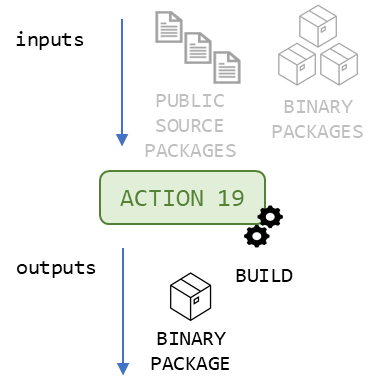 inputs
PUBLIC
SOURCE
PACKAGES
BINARY
PACKAGES
ACTION 19
outputs
BUILD
BINARY
PACKAGE